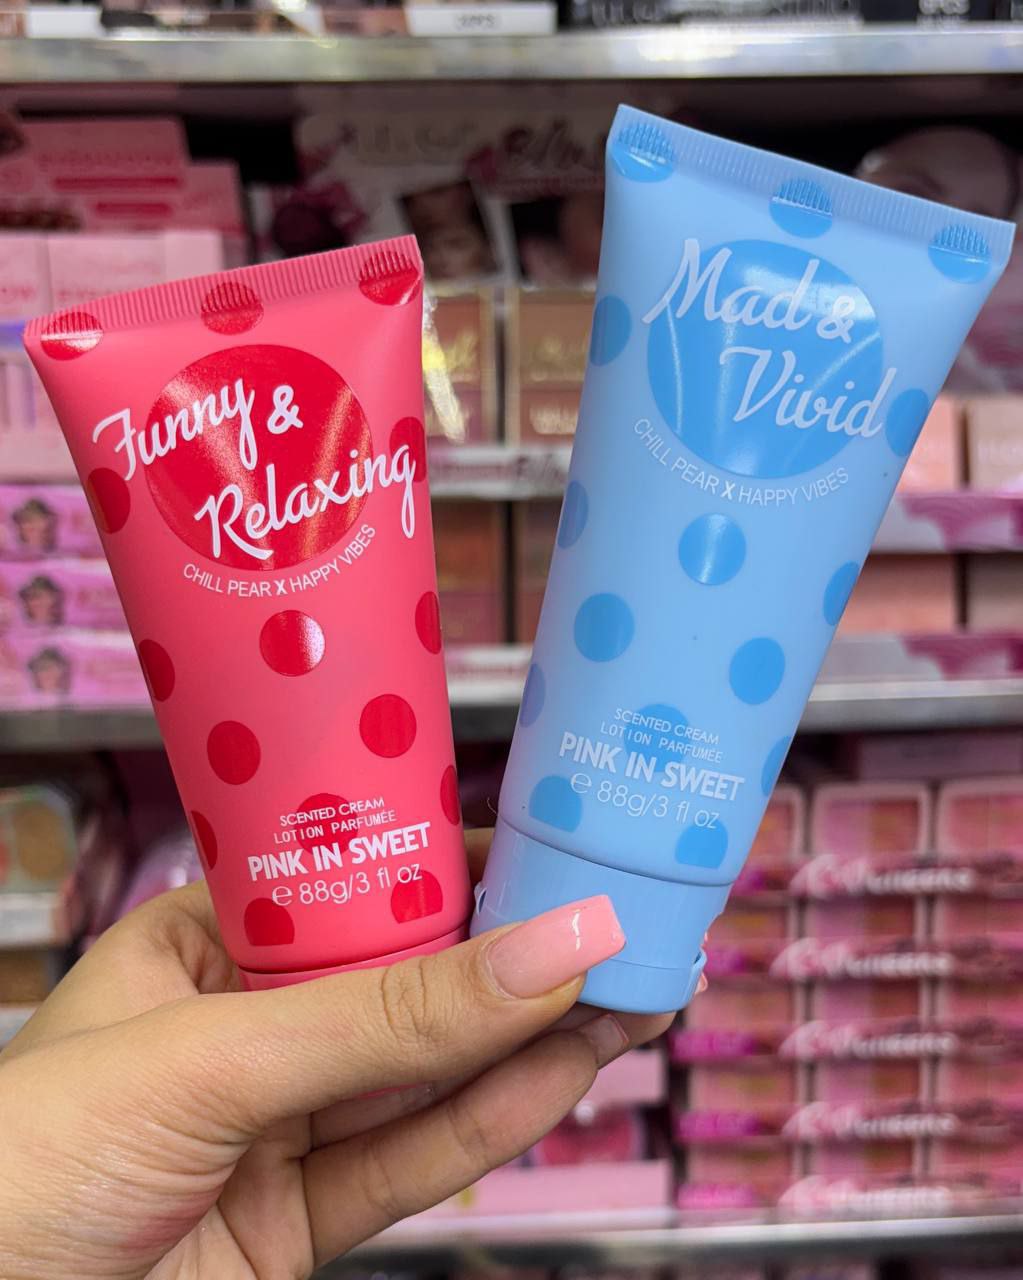 Funny &
Relaxing
CHILL PEAR X HAPPY VIBES
SCENTED CREAM
LOTION PARFUMÉE
PINK IN SWEET
e 88g/3 fl oz
Mad &
Vivid
CHILL PEAR X HAPPY VIBES
SCENTED CREAM
LOTION PARFUMÉE
PINK IN SWEET
e 88g/3 fl oz